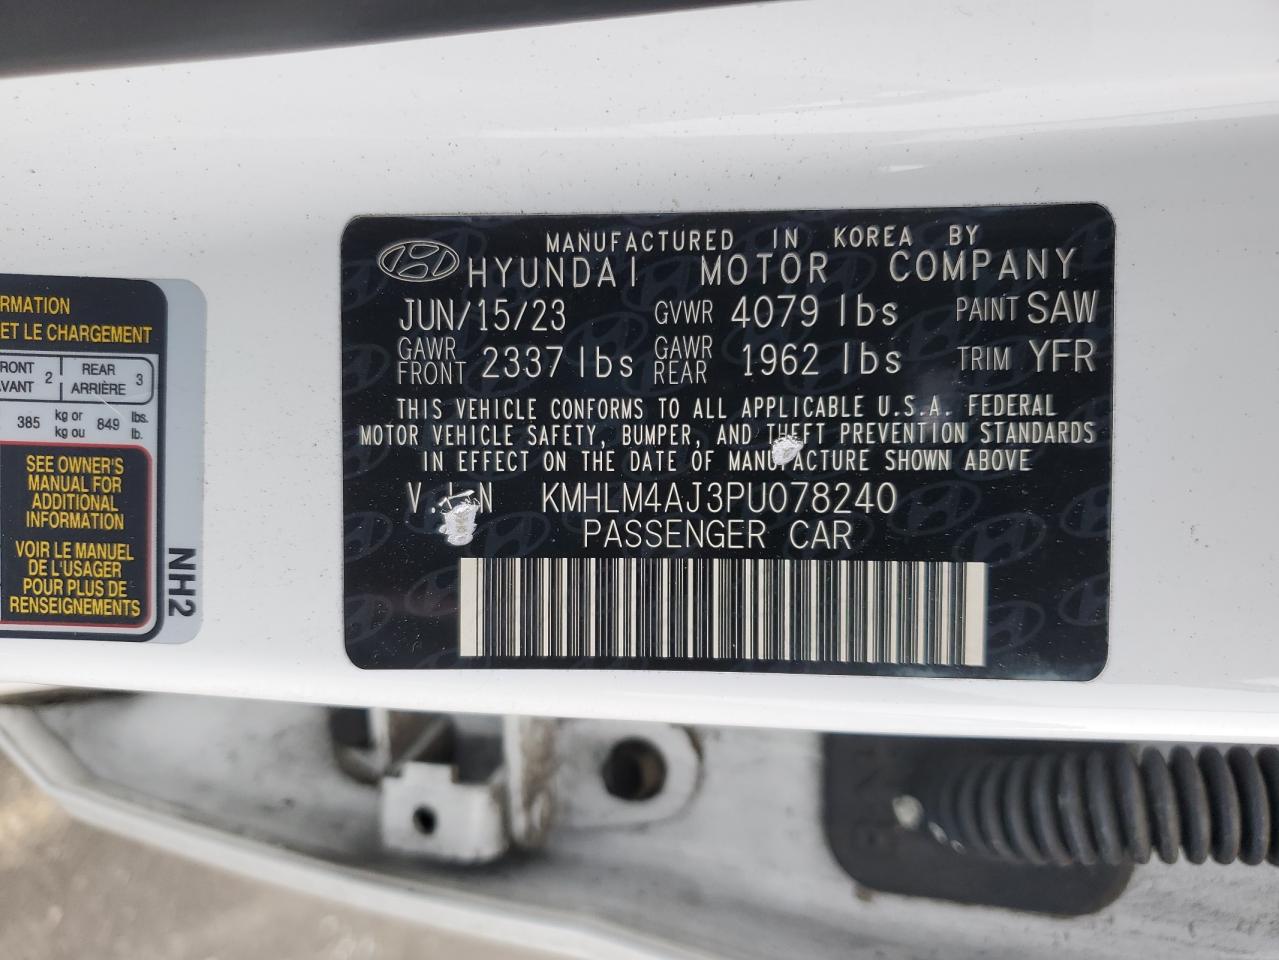 MANUFACTURED IN KOREA BY
HYUNDAI MOTOR COMPANY
JUN/15/23 GVWR 4079 lbs PAINT SAW
GAWR FRONT 2337 lbs GAWR REAR 1962 lbs TRIM YFR
THIS VEHICLE CONFORMS TO ALL APPLICABLE U.S.A. FEDERAL
MOTOR VEHICLE SAFETY, BUMPER, AND THEFT PREVENTION STANDARDS
IN EFFECT ON THE DATE OF MANUFACTURE SHOWN ABOVE
V.I.N KMHLM4AJ3PU078240
PASSENGER CAR
RMATION
ET LE CHARGEMENT
RONT
VANT 2 REAR
ARRIÈRE 3
385 kg or
kg ou 849 lbs.
lb.
SEE OWNER'S
MANUAL FOR
ADDITIONAL
INFORMATION
VOIR LE MANUEL
DE L'USAGER
POUR PLUS DE
RENSEIGNEMENTS
NH2